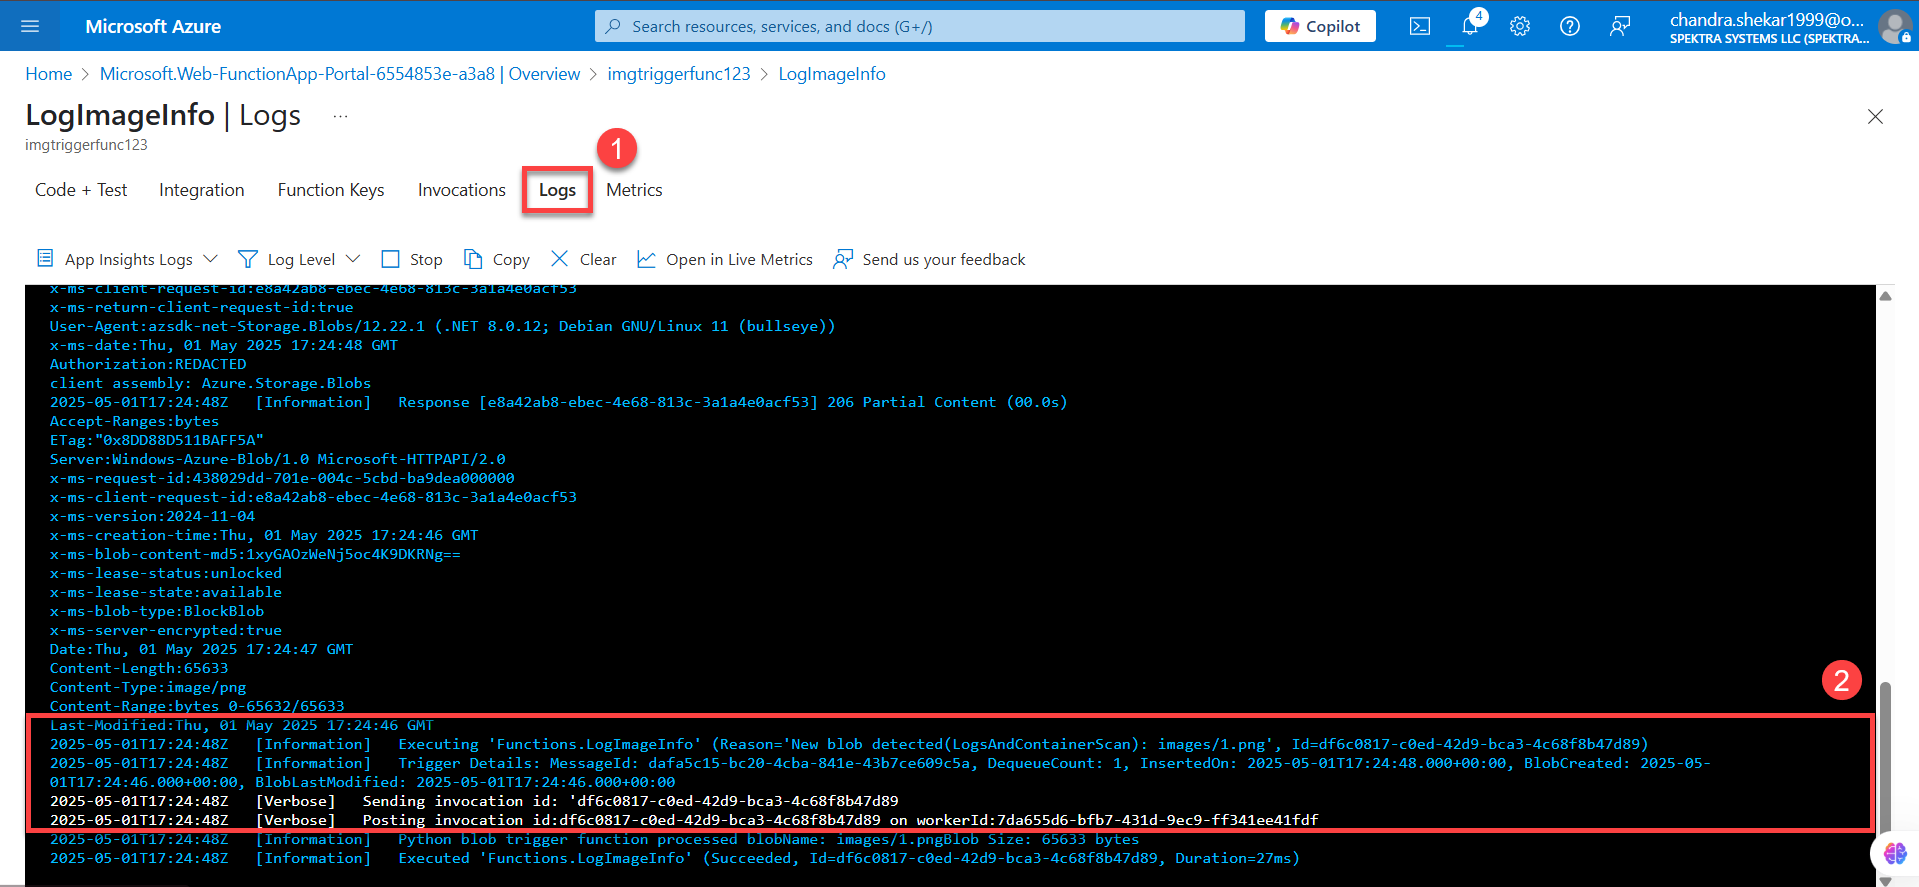 Microsoft Azure
Search resources, services, and docs (G+/)
Copilot
4
chandra.shekar1999@o...
SPEKTRA SYSTEMS LLC (SPEKTRA...
Home > Microsoft.Web-FunctionApp-Portal-6554853e-a3a8 | Overview > imgtriggerfunc123 > LogImageInfo
LogImageInfo | Logs ...
imgtriggerfunc123
1
Code + Test Integration Function Keys Invocations Logs Metrics
App Insights Logs Log Level Stop Copy Clear Open in Live Metrics Send us your feedback
x-ms-client-request-id:e8a42ab8-ebec-4e68-813c-3a1a4e0acf53
x-ms-return-client-request-id:true
User-Agent:azsdk-net-Storage.Blobs/12.22.1 (.NET 8.0.12; Debian GNU/Linux 11 (bullseye))
x-ms-date:Thu, 01 May 2025 17:24:48 GMT
Authorization:REDACTED
client assembly: Azure.Storage.Blobs
2025-05-01T17:24:48Z [Information] Response [e8a42ab8-ebec-4e68-813c-3a1a4e0acf53] 206 Partial Content (00.0s)
Accept-Ranges:bytes
ETag:"0x8DD88D511BAFF5A"
Server:Windows-Azure-Blob/1.0 Microsoft-HTTPAPI/2.0
x-ms-request-id:438029dd-701e-004c-5cbd-ba9dea000000
x-ms-client-request-id:e8a42ab8-ebec-4e68-813c-3a1a4e0acf53
x-ms-version:2024-11-04
x-ms-creation-time:Thu, 01 May 2025 17:24:46 GMT
x-ms-blob-content-md5:1xyGAOzWeNj5oc4K9DKRNg==
x-ms-lease-status:unlocked
x-ms-lease-state:available
x-ms-blob-type:BlockBlob
x-ms-server-encrypted:true
Date:Thu, 01 May 2025 17:24:47 GMT
Content-Length:65633
Content-Type:image/png
2
Content-Range:bytes 0-65632/65633
Last-Modified:Thu, 01 May 2025 17:24:46 GMT
2025-05-01T17:24:48Z [Information] Executing 'Functions.LogImageInfo' (Reason='New blob detected(LogsAndContainerScan): images/1.png', Id=df6c0817-c0ed-42d9-bca3-4c68f8b47d89)
2025-05-01T17:24:48Z [Information] Trigger Details: MessageId: dafa5c15-bc20-4cba-841e-43b7ce609c5a, DequeueCount: 1, InsertedOn: 2025-05-01T17:24:48.000+00:00, BlobCreated: 2025-05-
01T17:24:46.000+00:00, BlobLastModified: 2025-05-01T17:24:46.000+00:00
2025-05-01T17:24:48Z [Verbose] Sending invocation id: 'df6c0817-c0ed-42d9-bca3-4c68f8b47d89
2025-05-01T17:24:48Z [Verbose] Posting invocation id:df6c0817-c0ed-42d9-bca3-4c68f8b47d89 on workerId:7da655d6-bfb7-431d-9ec9-ff341ee41fdf
2025-05-01T17:24:48Z [Information] Python blob trigger function processed blobName: images/1.pngBlob Size: 65633 bytes
2025-05-01T17:24:48Z [Information] Executed 'Functions.LogImageInfo' (Succeeded, Id=df6c0817-c0ed-42d9-bca3-4c68f8b47d89, Duration=27ms)